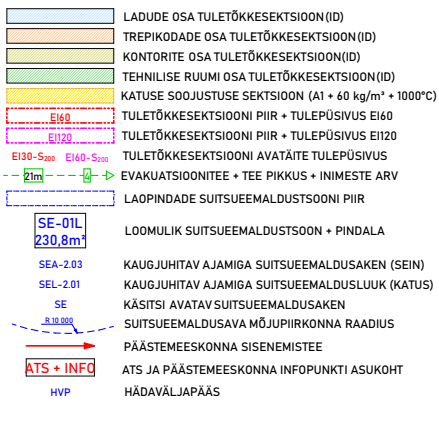 LADUDE OSA TULETÕKKESEKTSIOON(ID)
TREPIKODADE OSA TULETÕKKESEKTSIOON(ID)
KONTORITE OSA TULETÕKKESEKTSIOON(ID)
TEHNILISE RUUMI OSA TULETÕKKESEKTSIOON(ID)
KATUSE SOOJUSTUSE SEKTSIOON (A1 + 60 kg/m³ + 1000°C)
EI60 TULETÕKKESEKTSIOONI PIIR + TULEPÜSIVUS EI60
EI120 TULETÕKKESEKTSIOONI PIIR + TULEPÜSIVUS EI120
EI30-S200 EI60-S200 TULETÕKKESEKTSIOONI AVATÄITE TULEPÜSIVUS
21m 4 EVAKUATSIOONITEE + TEE PIKKUS + INIMESTE ARV
LAOPINDADE SUITSUEEMALDUSTSOONI PIIR
SE-01L
230,8m² LOOMULIK SUITSUEEMALDUSTSOON + PINDALA
SEA-2.03 KAUGJUHITAV AJAMIGA SUITSUEEMALDUSAKEN (SEIN)
SEL-2.01 KAUGJUHITAV AJAMIGA SUITSUEEMALDUSLUUK (KATUS)
SE KÄSITSI AVATAV SUITSUEEMALDUSAKEN
R 10 000 SUITSUEEMALDUSAVA MÕJUPIIRKONNA RAADIUS
PÄÄSTEMEESKONNA SISENEMISTEE
ATS + INFO ATS JA PÄÄSTEMEESKONNA INFOPUNKTI ASUKOHT
HVP HÄDAVÄLJAPÄÄS